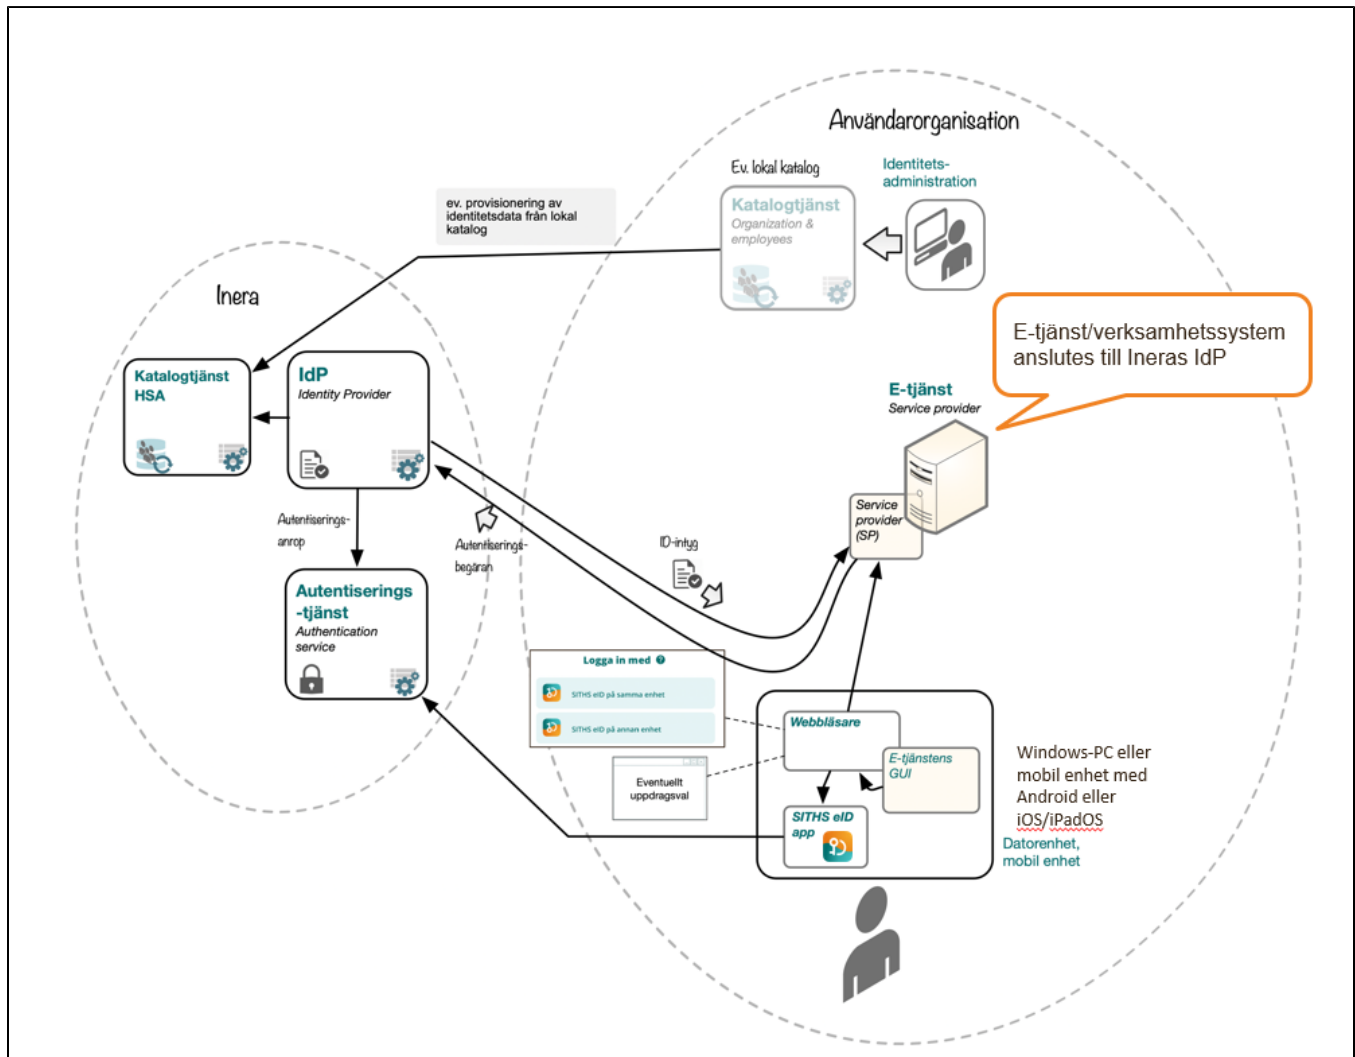 Användarorganisation
Ev. lokal katalog
Identitets-
administration
Katalogtjänst
Organization &
employees
ev. provisionering av
identitetsdata från lokal
katalog
Inera
E-tjänst/verksamhetssystem
anslutes till Ineras IdP
Katalogtjänst
HSA
IdP
Identity Provider
E-tjänst
Service provider
Service
provider
(SP)
Autentiserings-
anrop
Autentiserings-
begäran
ID-intyg
Autentiserings
-tjänst
Authentication
service
Logga in med ?
SITHS eID på samma enhet
SITHS eID på annan enhet
Eventuellt
uppdragsval
Webbläsare
E-tjänstens
GUI
SITHS eID
app
Windows-PC eller
mobil enhet med
Android eller
iOS/iPadOS
Datorenhet,
mobil enhet